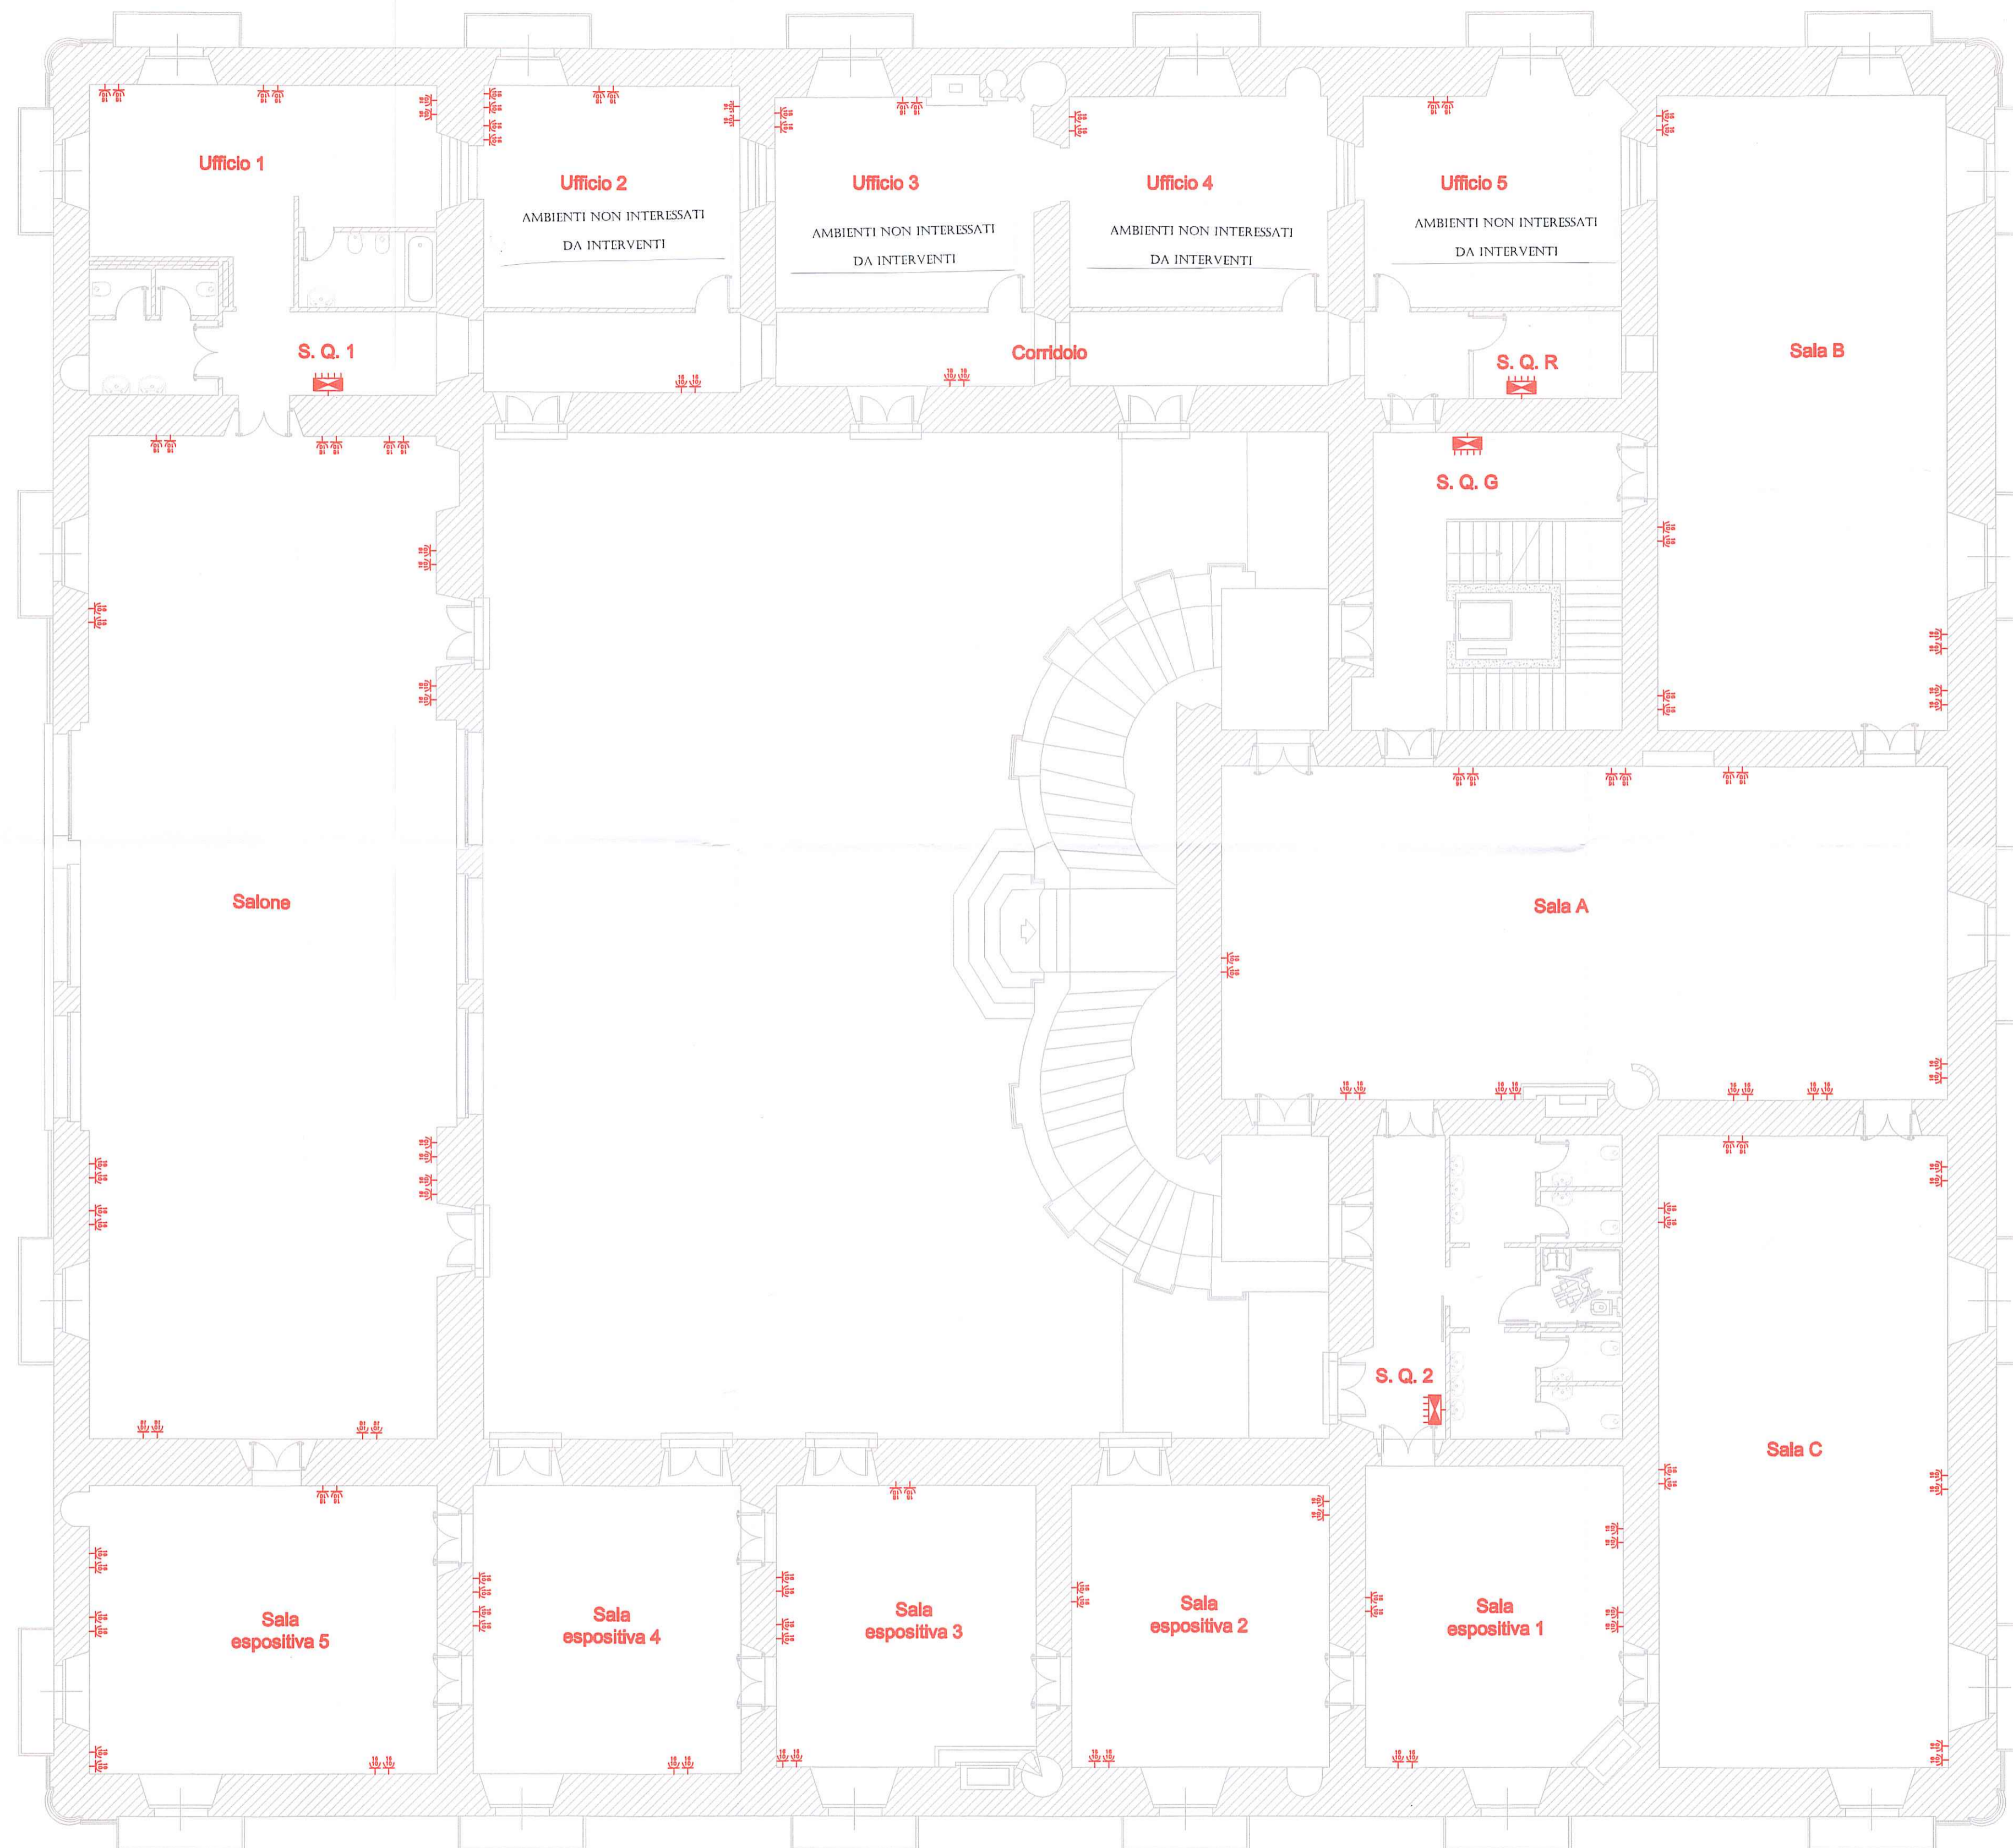 Ufficio 1
Ufficio 2
AMBIENTI NON INTERESSATI
DA INTERVENTI
Ufficio 3
AMBIENTI NON INTERESSATI
DA INTERVENTI
Ufficio 4
AMBIENTI NON INTERESSATI
DA INTERVENTI
Ufficio 5
AMBIENTI NON INTERESSATI
DA INTERVENTI
S. Q. 1
Corridoio
S. Q. R
Sala B
S. Q. G
Salone
Sala A
S. Q. 2
Sala C
Sala
espositiva 5
Sala
espositiva 4
Sala
espositiva 3
Sala
espositiva 2
Sala
espositiva 1